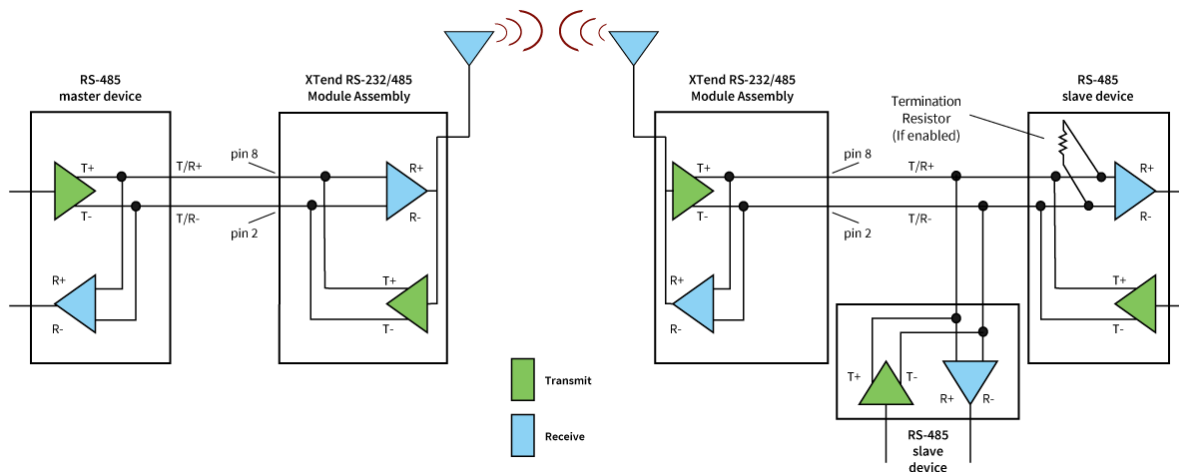 RS-485
master device
XTend RS-232/485
Module Assembly
XTend RS-232/485
Module Assembly
RS-485
slave device
Termination
Resistor
(If enabled)
T+
T-
R+
R-
T/R+
T/R-
pin 8
pin 2
R+
R-
T+
T-
T+
T-
R+
R-
pin 8
pin 2
T/R+
T/R-
R+
R-
T+
T-
T+
T-
R+
R-
RS-485
slave
device
Transmit
Receive